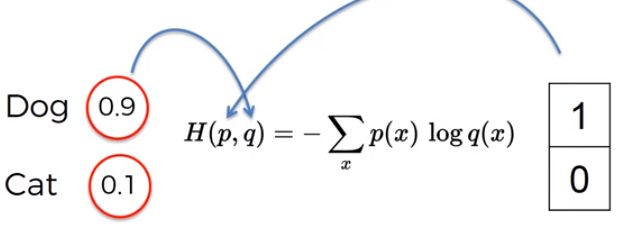 Dog 0.9
H(p, q) = − ∑ₓ p(x) log q(x)
1
Cat 0.1
0